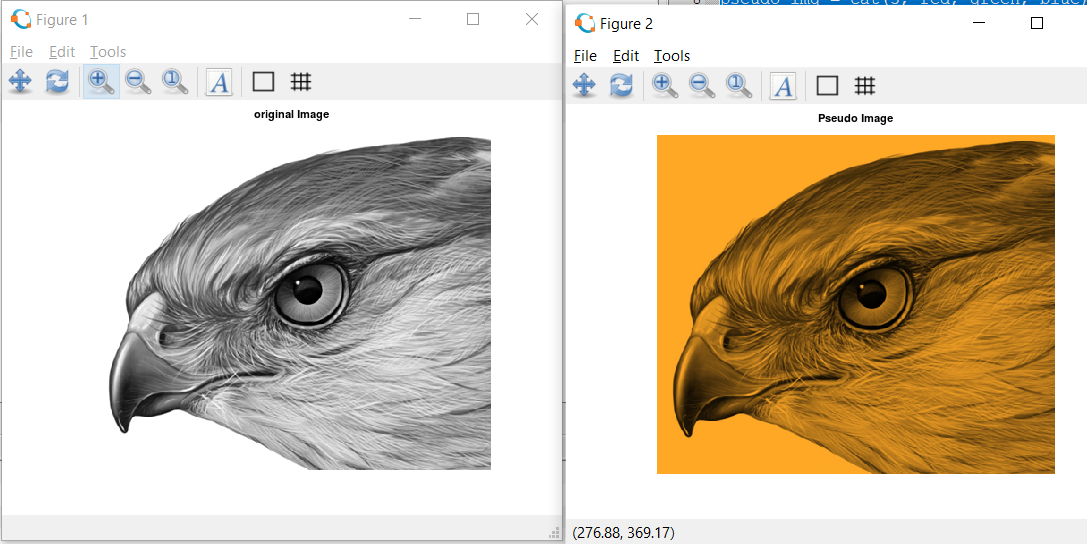 Figure 1
File Edit Tools
A
original Image
Figure 2
File Edit Tools
A
Pseudo Image
(276.88, 369.17)